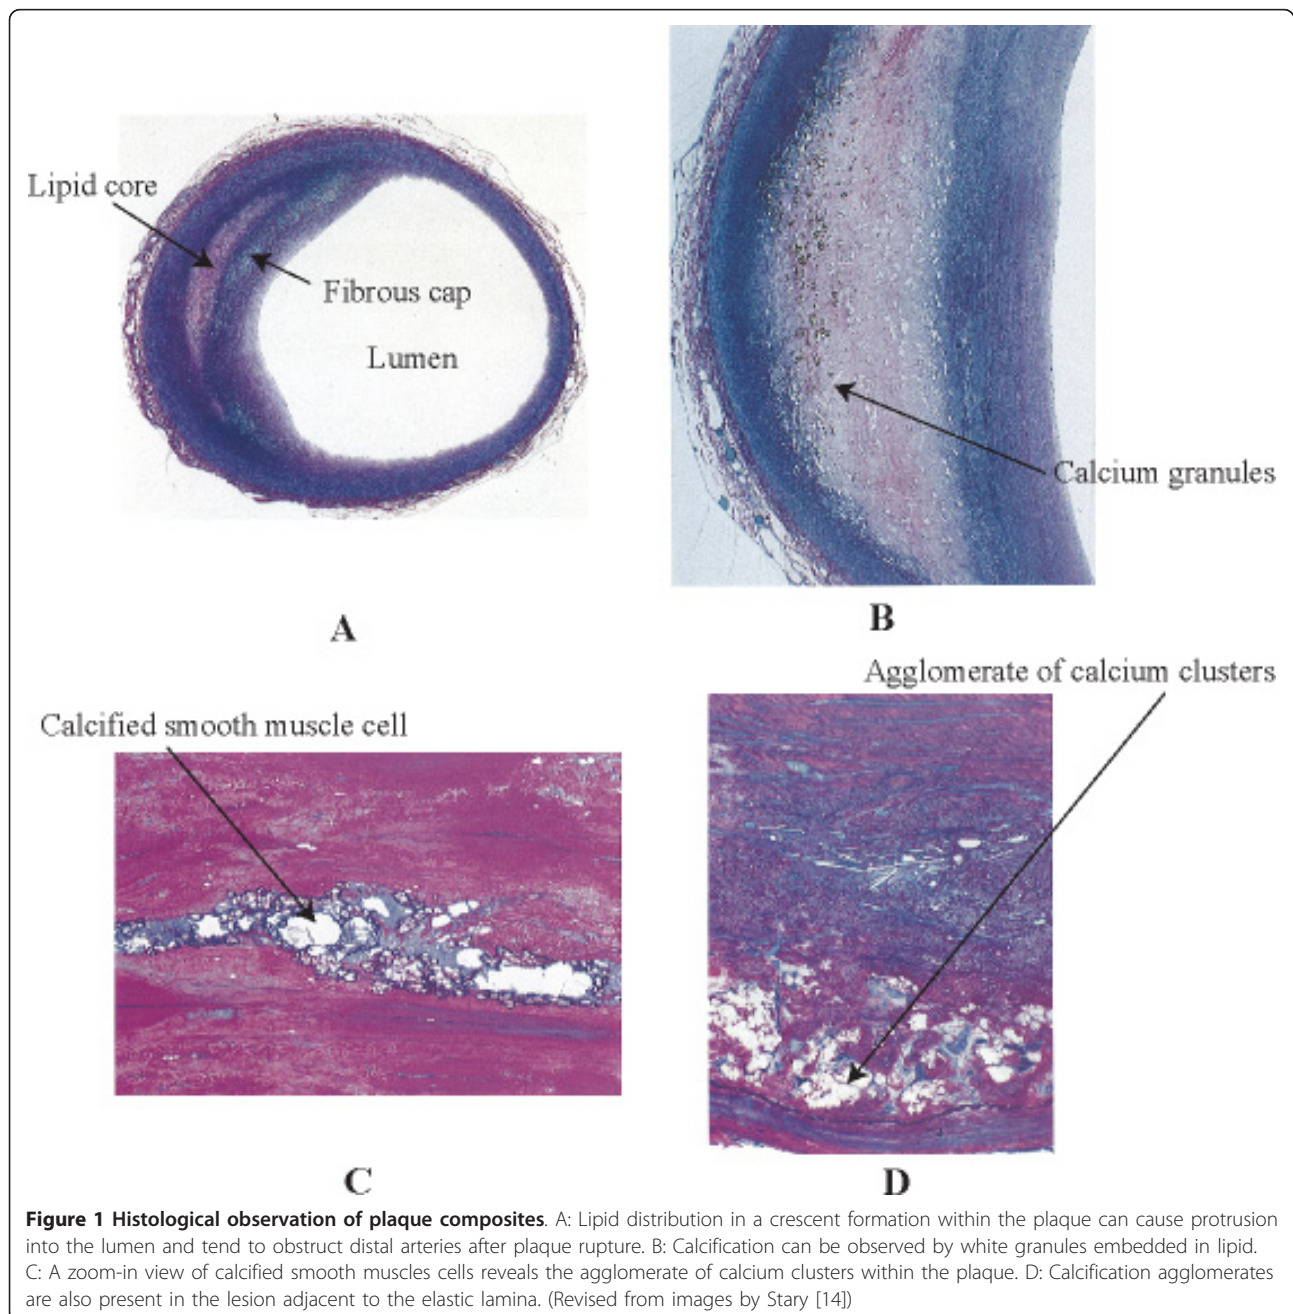 Lipid core
Fibrous cap
Lumen
A
Calcium granules
B
Calcified smooth muscle cell
C
Agglomerate of calcium clusters
D
Figure 1 Histological observation of plaque composites. A: Lipid distribution in a crescent formation within the plaque can cause protrusion
into the lumen and tend to obstruct distal arteries after plaque rupture. B: Calcification can be observed by white granules embedded in lipid.
C: A zoom-in view of calcified smooth muscles cells reveals the agglomerate of calcium clusters within the plaque. D: Calcification agglomerates
are also present in the lesion adjacent to the elastic lamina. (Revised from images by Stary [14])